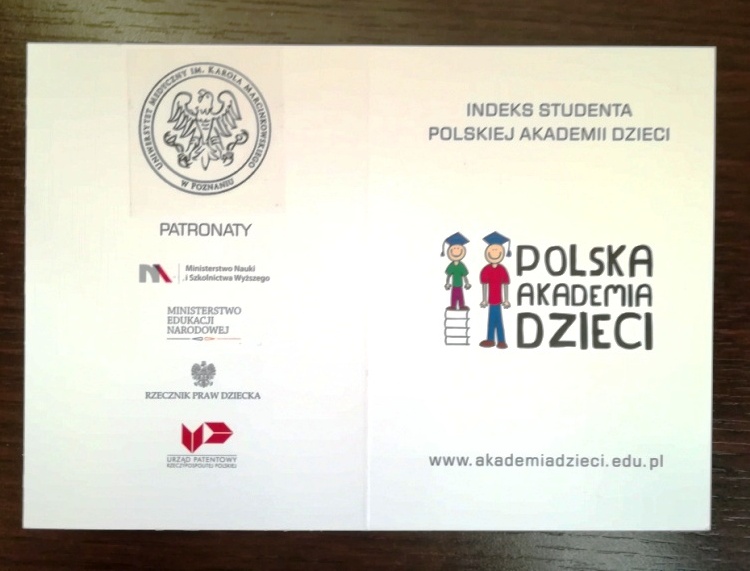 UNIWERSYTET MEDYCZNY IM. KAROLA MARCINKOWSKIEGO
W POZNANIU
PATRONATY
Ministerstwo Nauki
i Szkolnictwa Wyższego
MINISTERSTWO
EDUKACJI
NARODOWEJ
RZECZNIK PRAW DZIECKA
URZĄD PATENTOWY
RZECZYPOSPOLITEJ POLSKIEJ
INDEKS STUDENTA
POLSKIEJ AKADEMII DZIECI
POLSKA
AKADEMIA
DZIECI
www.akademiadzieci.edu.pl